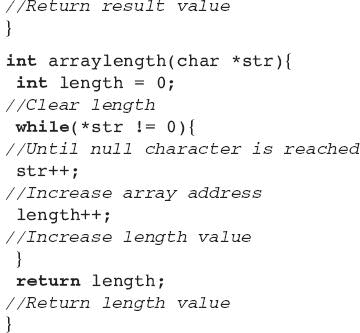 //Return result value
}
int arraylength(char *str){
int length = 0;
//Clear length
while(*str != 0){
//Until null character is reached
str++;
//Increase array address
length++;
//Increase length value
}
return length;
//Return length value
}